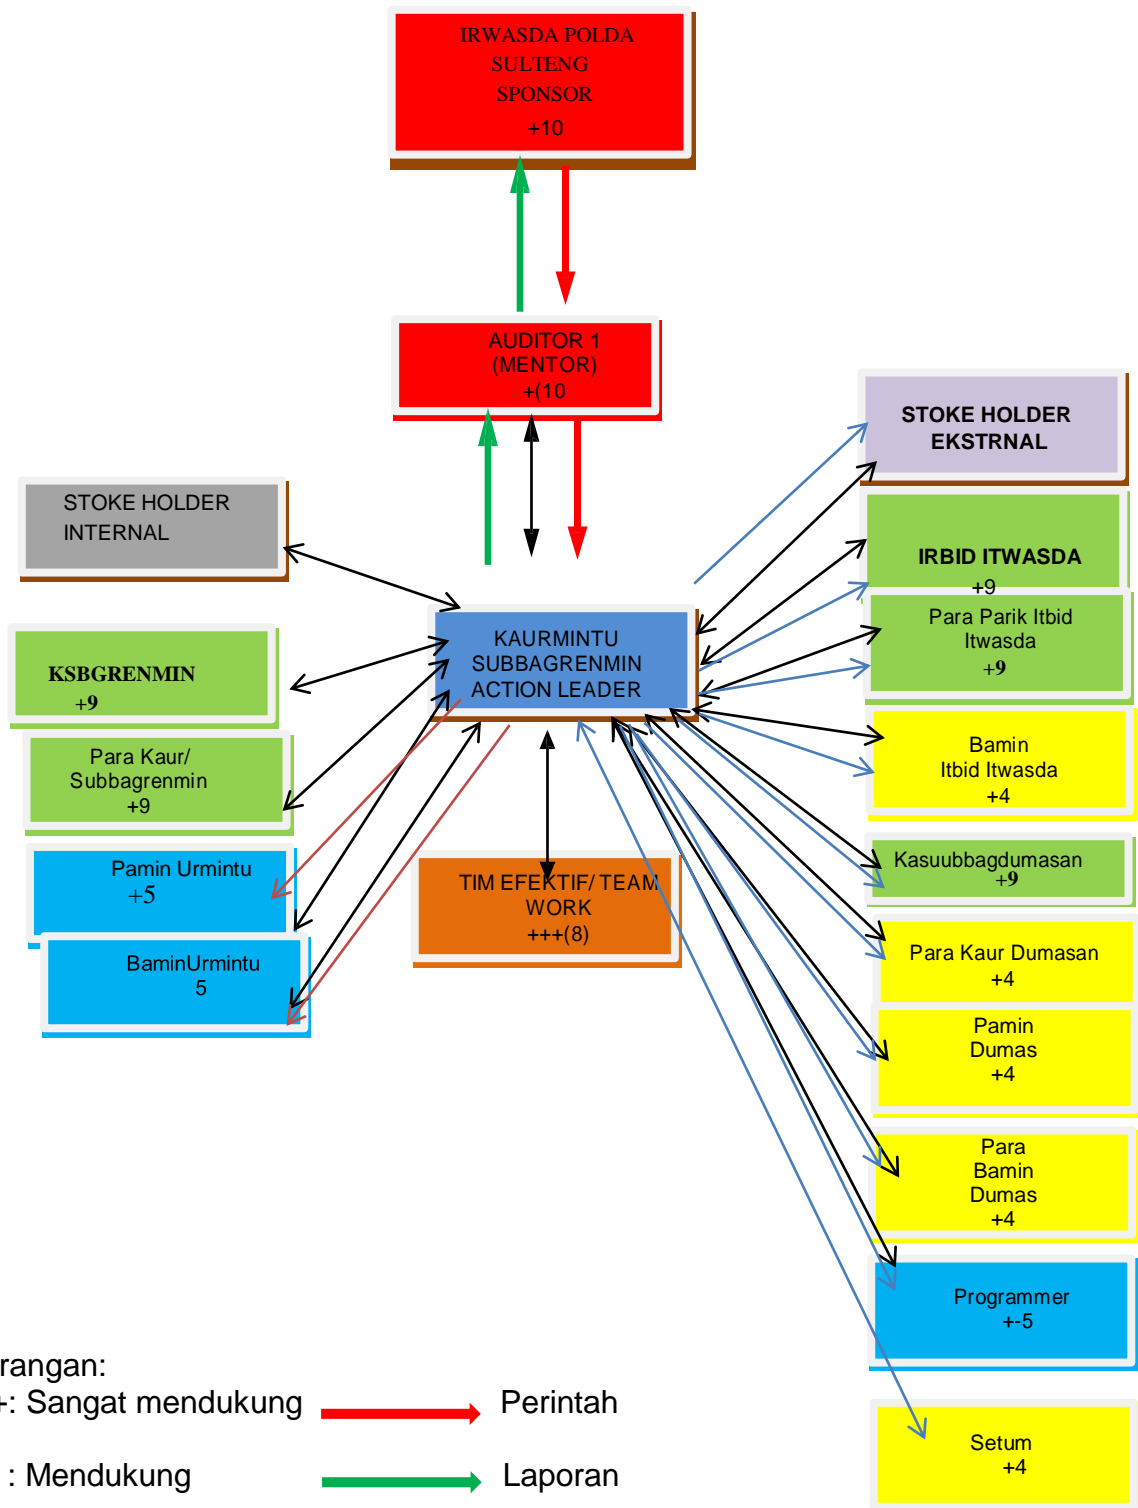 IRWASDA POLDA
SULTENG
SPONSOR
+10
AUDITOR 1
(MENTOR)
+(10
STOKE HOLDER
EKSTRNAL
STOKE HOLDER
INTERNAL
IRBID ITWASDA
+9
Para Parik Itbid
Itwasda
+9
KAURMINTU
SUBBAGRENMIN
ACTION LEADER
KSBGRENMIN
+9
Para Kaur/
Subbagrenmin
+9
Bamin
Itbid Itwasda
+4
Pamin Urmintu
+5
TIM EFEKTIF/ TEAM
WORK
+++(8)
Kasuubbagdumasan
+9
BaminUrmintu
5
Para Kaur Dumasan
+4
Pamin
Dumas
+4
Para
Bamin
Dumas
+4
Programmer
+-5
Setum
+4
rangan:
+: Sangat mendukung Perintah
: Mendukung Laporan